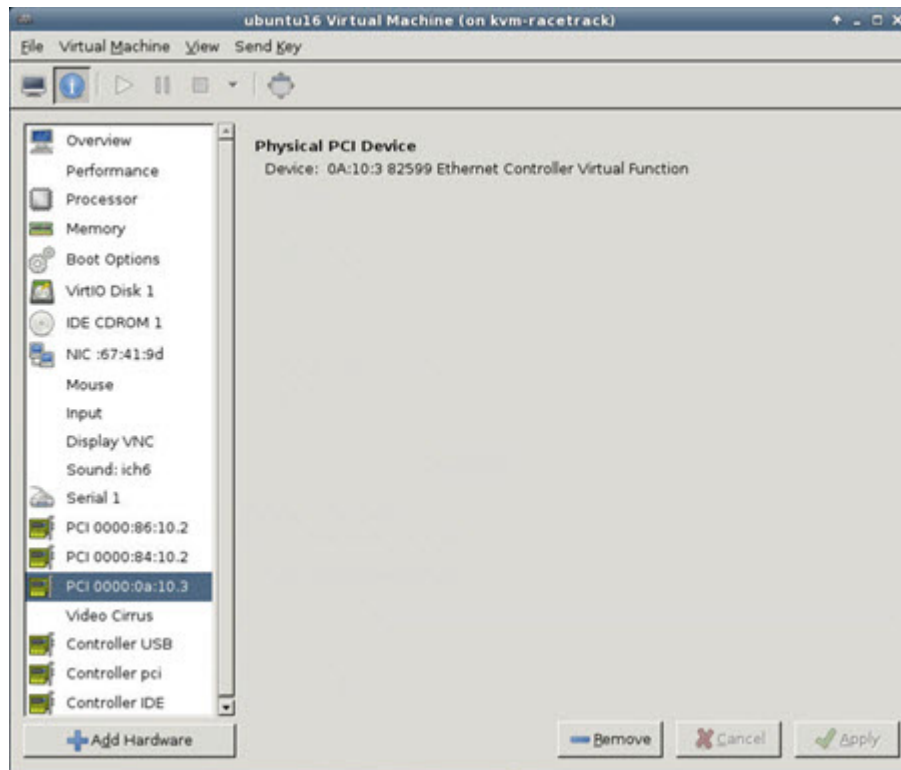 ubuntu16 Virtual Machine (on kvm-racetrack)
File Virtual Machine View Send Key
Overview
Performance
Processor
Memory
Boot Options
VirtIO Disk 1
IDE CDROM 1
NIC :67:41:9d
Mouse
Input
Display VNC
Sound: ich6
Serial 1
PCI 0000:86:10.2
PCI 0000:84:10.2
PCI 0000:0a:10.3
Video Cirrus
Controller USB
Controller pci
Controller IDE
Add Hardware
Physical PCI Device
Device: 0A:10:3 82599 Ethernet Controller Virtual Function
Remove Cancel Apply